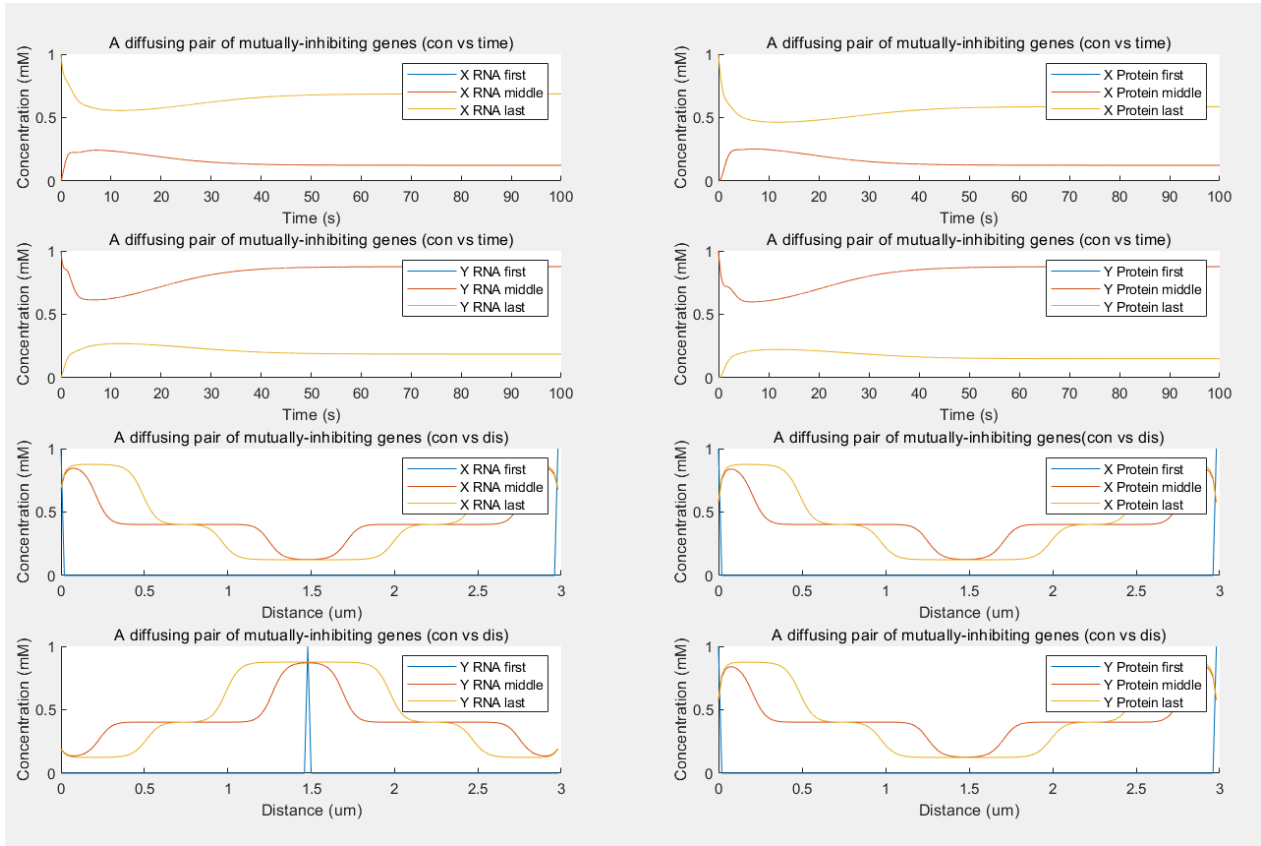 A diffusing pair of mutually-inhibiting genes (con vs time)
Concentration (mM)
1
0.5
0
X RNA first
X RNA middle
X RNA last
0 10 20 30 40 50 60 70 80 90 100
Time (s)
A diffusing pair of mutually-inhibiting genes (con vs time)
Concentration (mM)
1
0.5
0
X Protein first
X Protein middle
X Protein last
0 10 20 30 40 50 60 70 80 90 100
Time (s)
A diffusing pair of mutually-inhibiting genes (con vs time)
Concentration (mM)
1
0.5
0
Y RNA first
Y RNA middle
Y RNA last
0 10 20 30 40 50 60 70 80 90 100
Time (s)
A diffusing pair of mutually-inhibiting genes (con vs time)
Concentration (mM)
1
0.5
0
Y Protein first
Y Protein middle
Y Protein last
0 10 20 30 40 50 60 70 80 90 100
Time (s)
A diffusing pair of mutually-inhibiting genes (con vs dis)
Concentration (mM)
1
0.5
0
X RNA first
X RNA middle
X RNA last
0 0.5 1 1.5 2 2.5 3
Distance (um)
A diffusing pair of mutually-inhibiting genes(con vs dis)
Concentration (mM)
1
0.5
0
X Protein first
X Protein middle
X Protein last
0 0.5 1 1.5 2 2.5 3
Distance (um)
A diffusing pair of mutually-inhibiting genes (con vs dis)
Concentration (mM)
1
0.5
0
Y RNA first
Y RNA middle
Y RNA last
0 0.5 1 1.5 2 2.5 3
Distance (um)
A diffusing pair of mutually-inhibiting genes (con vs dis)
Concentration (mM)
1
0.5
0
Y Protein first
Y Protein middle
Y Protein last
0 0.5 1 1.5 2 2.5 3
Distance (um)